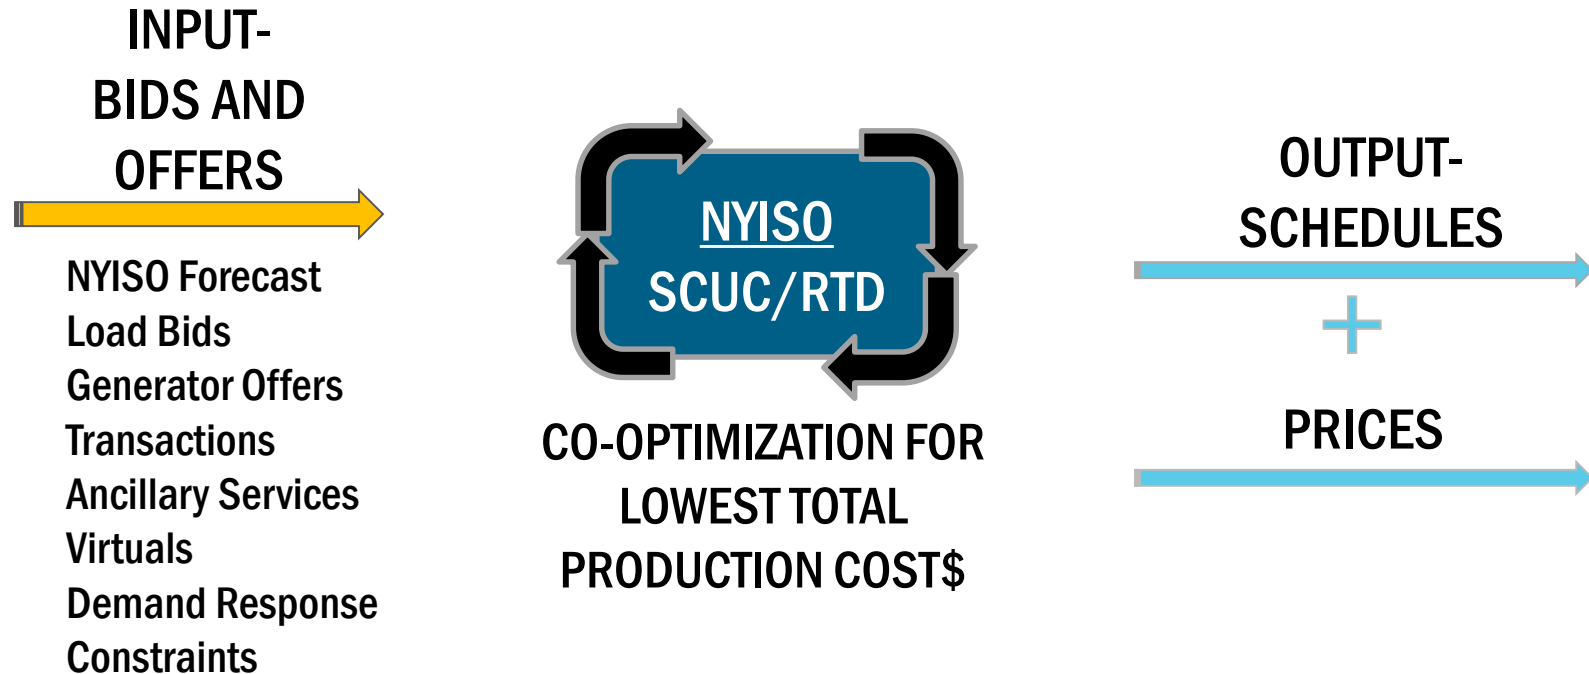 INPUT-
BIDS AND
OFFERS
NYISO Forecast
Load Bids
Generator Offers
Transactions
Ancillary Services
Virtuals
Demand Response
Constraints
NYISO
SCUC/RTD
CO-OPTIMIZATION FOR
LOWEST TOTAL
PRODUCTION COST$
OUTPUT-
SCHEDULES
+
PRICES